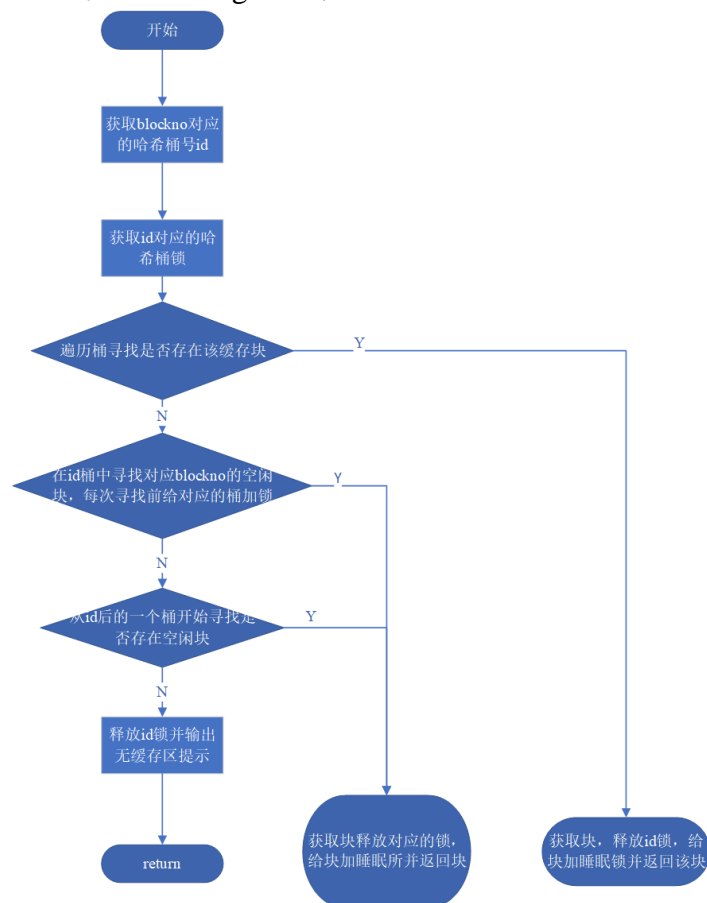 开始
获取blockno对应
的哈希桶号id
获取id对应的哈
希桶锁
遍历桶寻找是否存在该缓存块
Y
N
在id桶中寻找对应blockno的空闲
块，每次寻找前给对应的桶加锁
Y
N
从id后的一个桶开始寻找是
否存在空闲块
Y
N
释放id锁并输出
无缓存区提示
return
获取块释放对应的锁，
给块加睡眠所并返回块
获取块，释放id锁，给
块加睡眠锁并返回该块